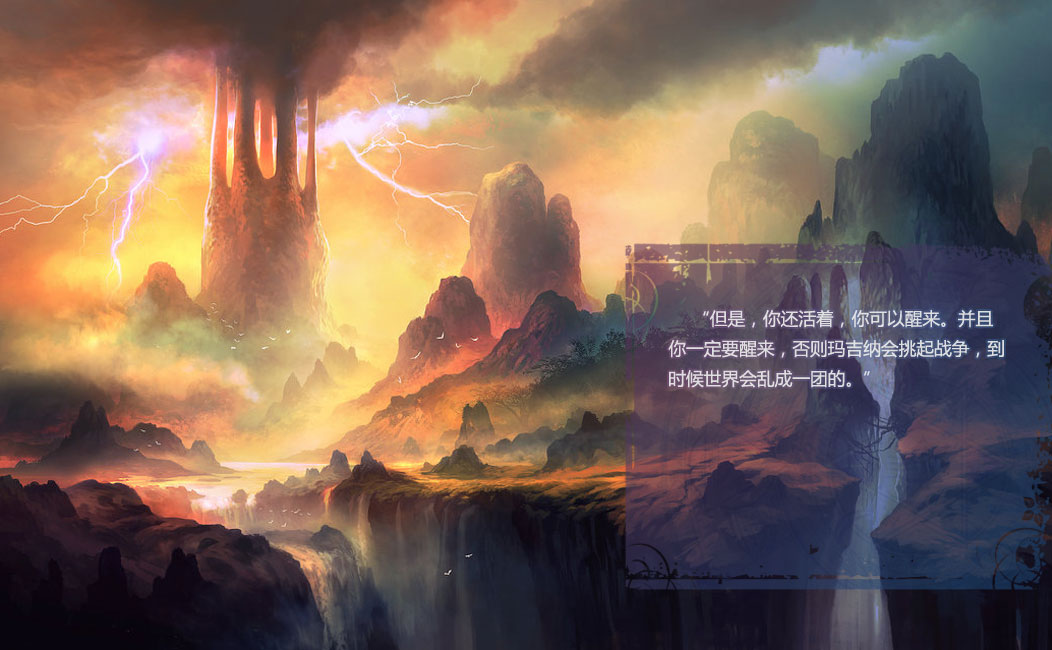 “但是，你还活着，你可以醒来。并且
你一定要醒来，否则玛吉纳会挑起战争，到
时候世界会乱成一团的。”